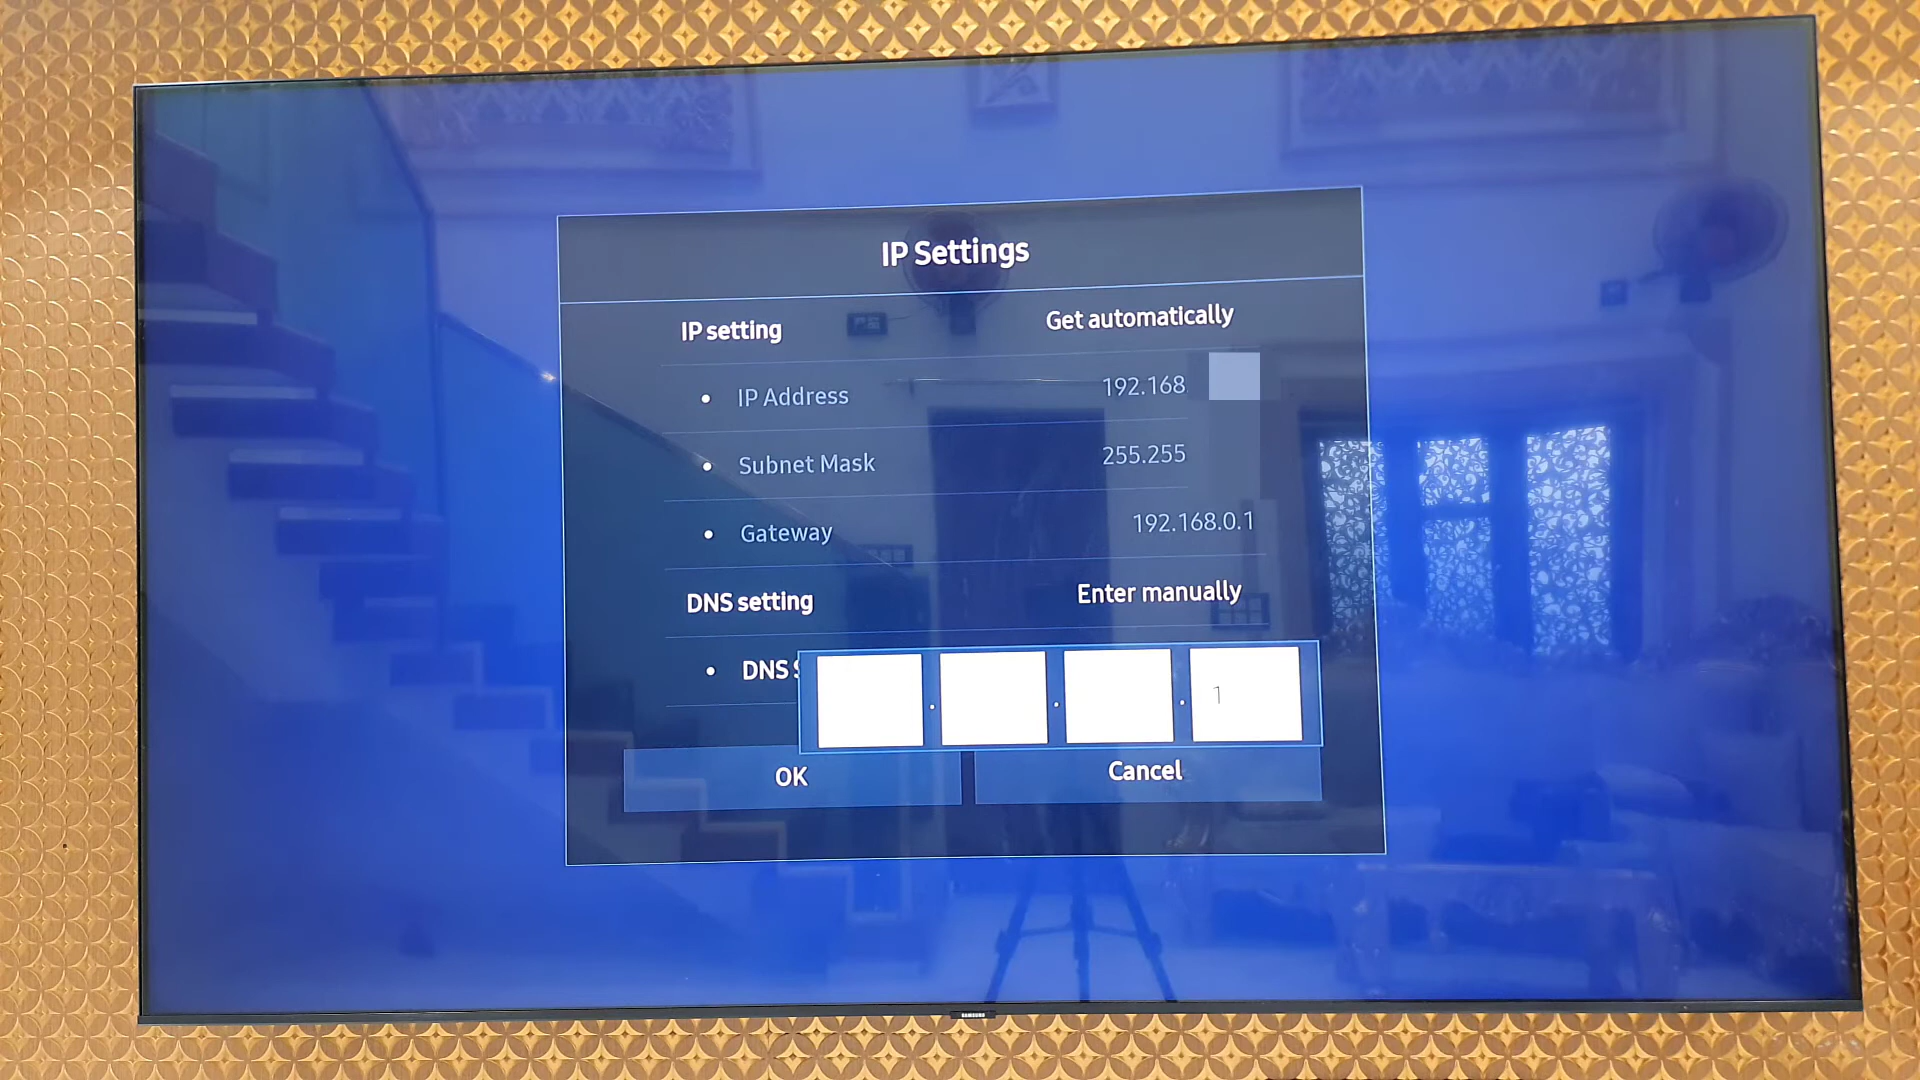 IP Settings
IP setting Get automatically
• IP Address 192.168
• Subnet Mask 255.255
• Gateway 192.168.0.1
DNS setting Enter manually
• DNS
. . . 1
OK Cancel
SAMSUNG